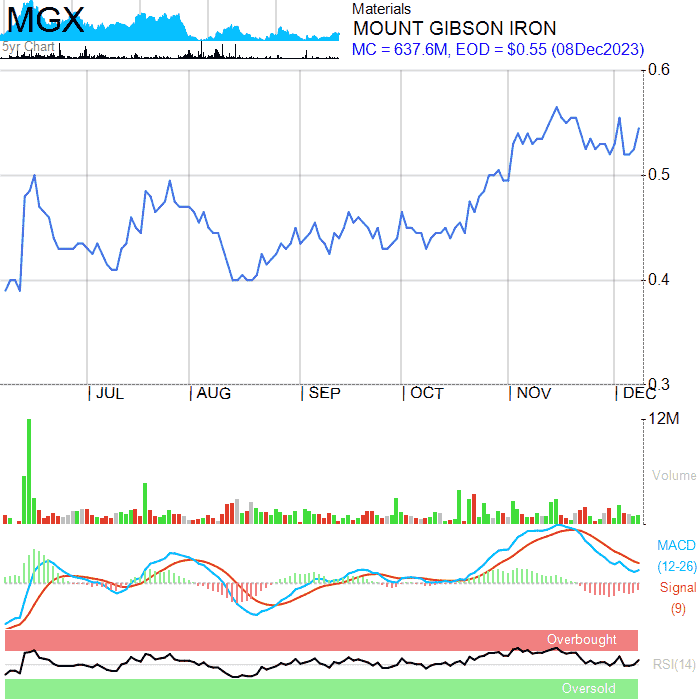 MGX
5yr Chart
Materials
MOUNT GIBSON IRON
MC = 637.6M, EOD = $0.55 (08Dec2023)
0.6
0.5
0.4
0.3
JUL AUG SEP OCT NOV DEC
12M
Volume
MACD
(12-26)
Signal
(9)
Overbought
RSI(14)
Oversold